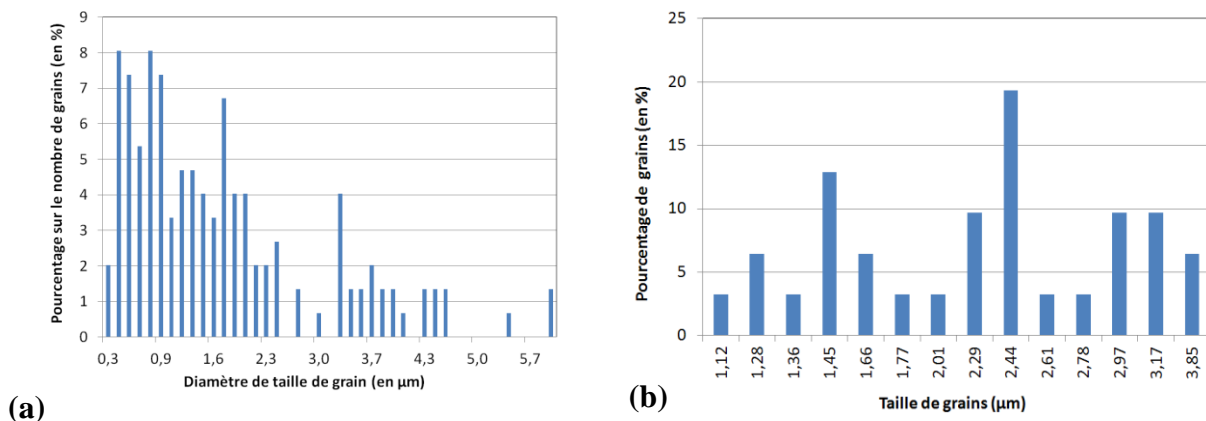 9
8
7
6
5
4
3
2
1
0
Pourcentage sur le nombre de grains (en %)
0,3 0,9 1,6 2,3 3,0 3,7 4,3 5,0 5,7
Diamètre de taille de grain (en µm)
(a)
25
20
15
10
5
0
Pourcentage de grains (en %)
1,12 1,28 1,36 1,45 1,66 1,77 2,01 2,29 2,44 2,61 2,78 2,97 3,17 3,85
Taille de grains (µm)
(b)